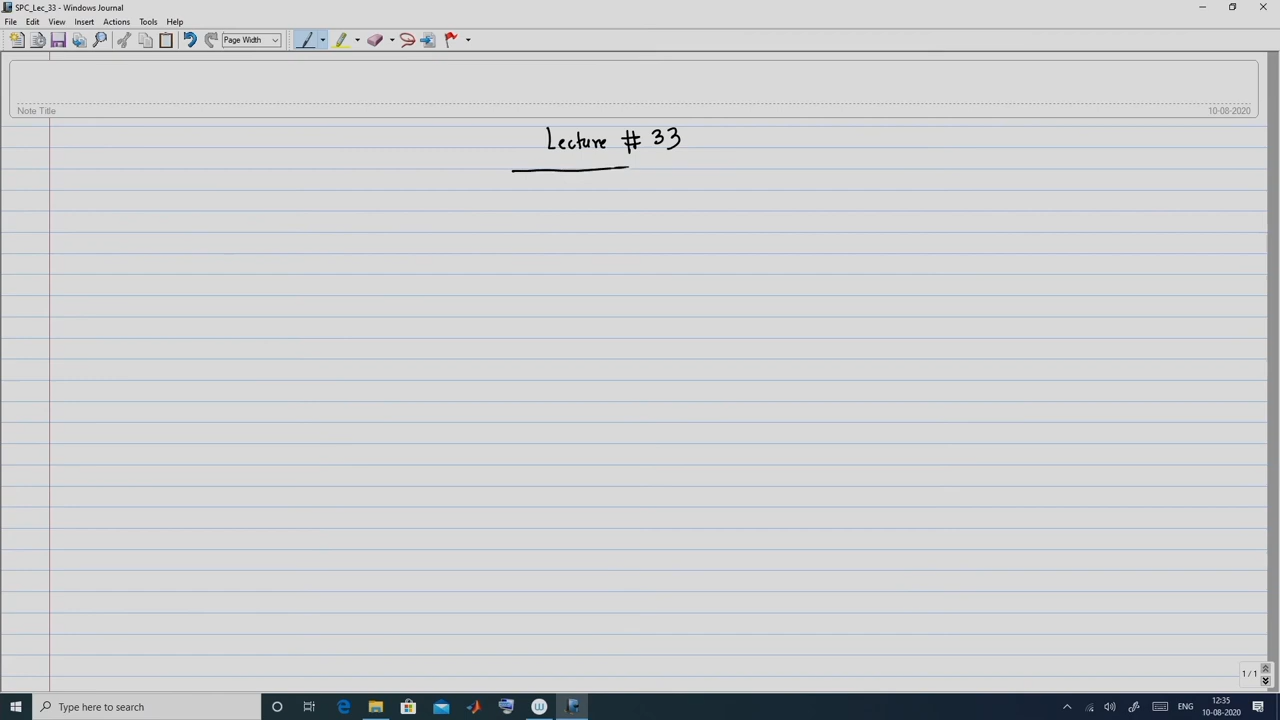 SPC_Lec_33 - Windows Journal
File Edit View Insert Actions Tools Help
Page Width
Note Title
10-08-2020
Lecture # 33
1 / 1
Type here to search
ENG
12:35
10-08-2020